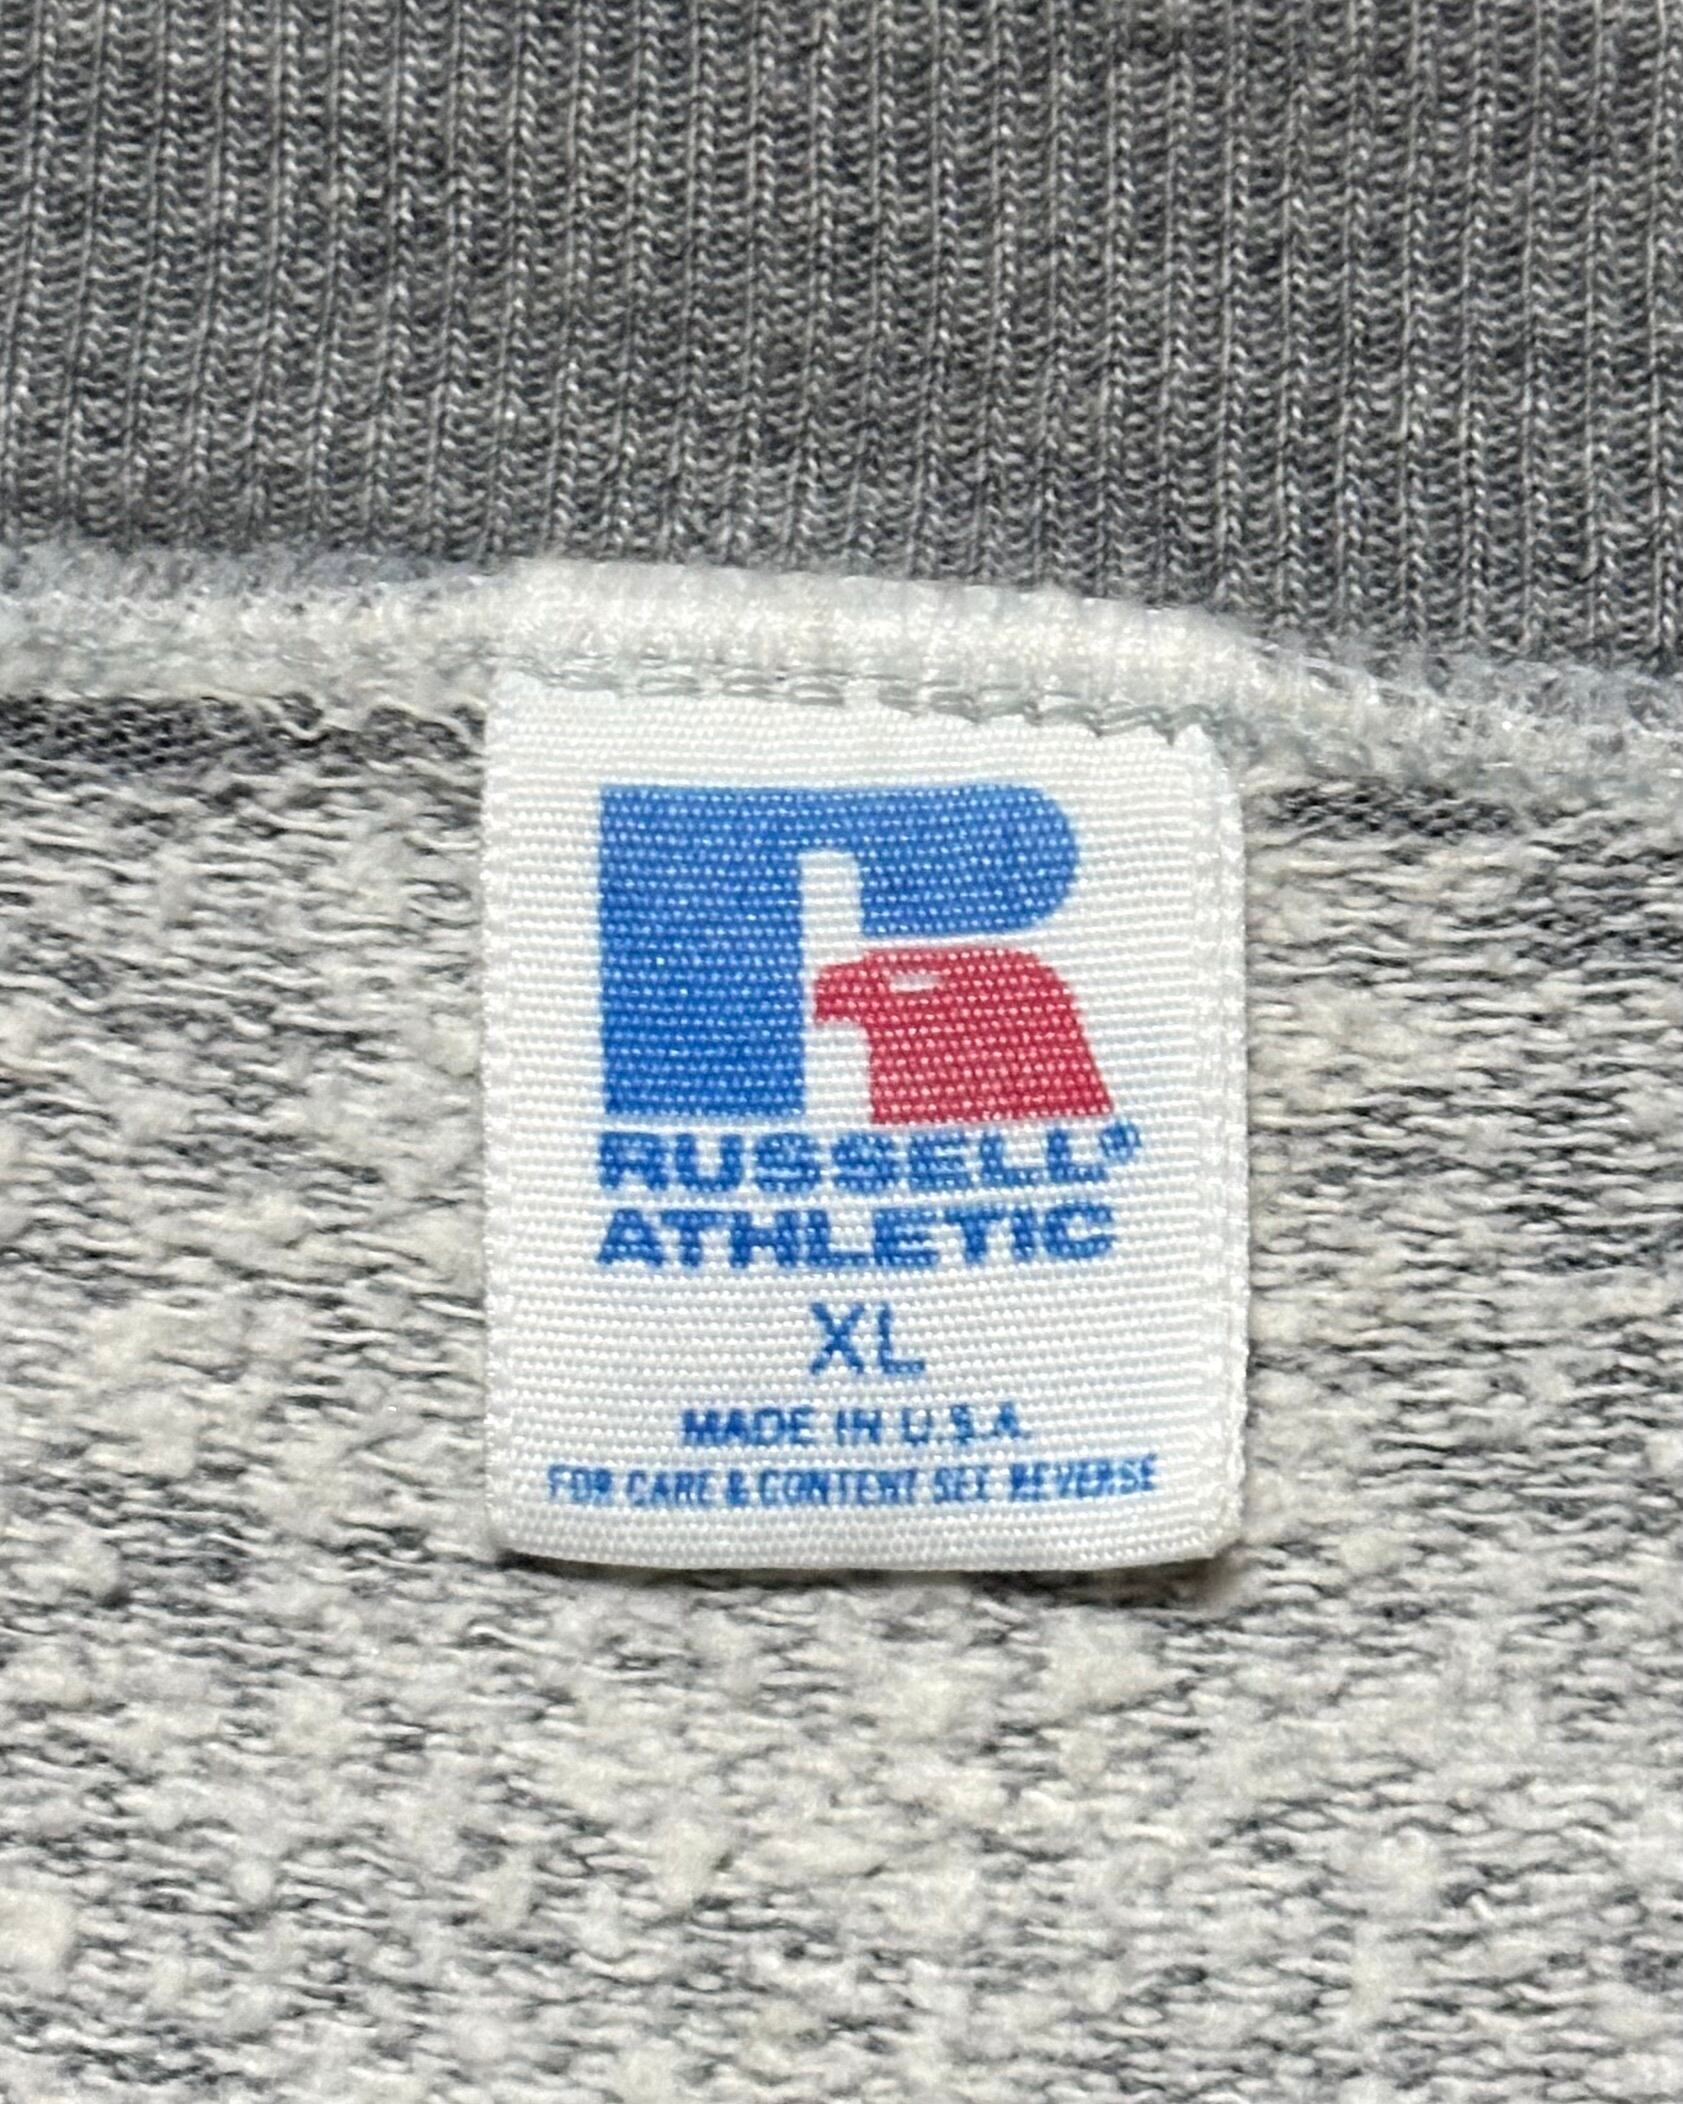 RUSSELL®
ATHLETIC
XL
MADE IN U.S.A.
FOR CARE & CONTENT SEE REVERSE